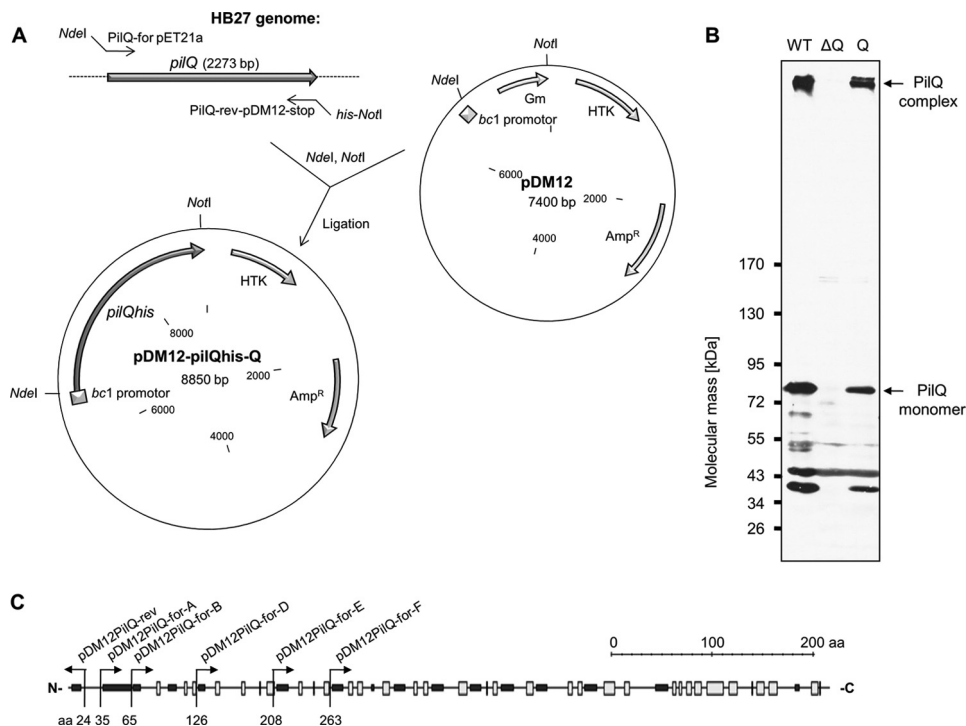 A
HB27 genome:
NdeI
PilQ-for pET21a
pilQ (2273 bp)
PilQ-rev-pDM12-stop
his-NotI
NdeI, NotI
Ligation
NotI
NdeI
Gm
HTK
bc1 promotor
6000
pDM12
7400 bp
2000
4000
AmpR
NotI
HTK
pilQhis
8000
pDM12-pilQhis-Q
8850 bp
2000
NdeI
bc1 promotor
6000
AmpR
4000
B
WT ΔQ Q
PilQ
complex
170
130
95
72
55
43
34
26
Molecular mass [kDa]
PilQ
monomer
C
pDM12PilQ-rev
pDM12PilQ-for-A
pDM12PilQ-for-B
pDM12PilQ-for-D
pDM12PilQ-for-E
pDM12PilQ-for-F
0 100 200 aa
N- -C
aa 24 35 65 126 208 263